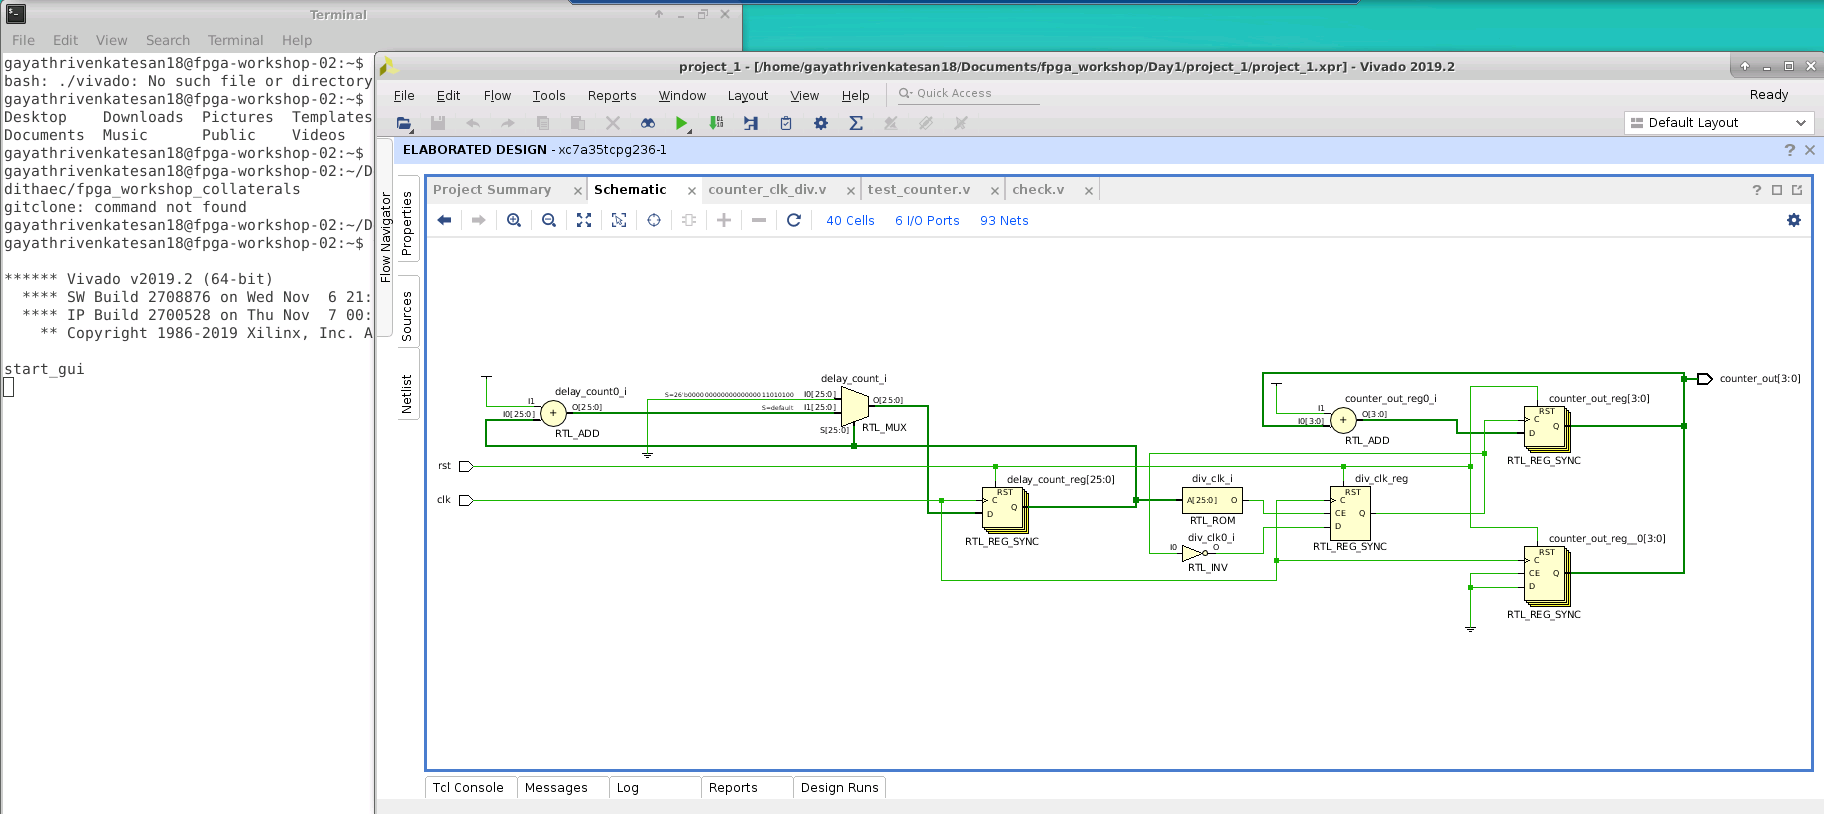 Terminal
File Edit View Search Terminal Help
gayathrivenkatesan18@fpga-workshop-02:~$
bash: ./vivado: No such file or directory
gayathrivenkatesan18@fpga-workshop-02:~$
Desktop Downloads Pictures Templates
Documents Music Public Videos
gayathrivenkatesan18@fpga-workshop-02:~$
gayathrivenkatesan18@fpga-workshop-02:~/D
dithaec/fpga_workshop_collaterals
gitclone: command not found
gayathrivenkatesan18@fpga-workshop-02:~/D
gayathrivenkatesan18@fpga-workshop-02:~$
****** Vivado v2019.2 (64-bit)
**** SW Build 2708876 on Wed Nov 6 21:
**** IP Build 2700528 on Thu Nov 7 00:
** Copyright 1986-2019 Xilinx, Inc. A
start_gui
project_1 - [/home/gayathrivenkatesan18/Documents/fpga_workshop/Day1/project_1/project_1.xpr] - Vivado 2019.2
File Edit Flow Tools Reports Window Layout View Help Quick Access Ready
Default Layout
ELABORATED DESIGN - xc7a35tcpg236-1
Flow Navigator
Properties
Sources
Netlist
Project Summary Schematic counter_clk_div.v test_counter.v check.v
40 Cells 6 I/O Ports 93 Nets
delay_count0_i
I1
I0[25:0]
+
O[25:0]
RTL_ADD
delay_count_i
S=26'b00000000000000000011010100 I0[25:0]
S=default I1[25:0]
S[25:0]
O[25:0]
RTL_MUX
rst
clk
delay_count_reg[25:0]
RST
C
D
Q
RTL_REG_SYNC
div_clk_i
A[25:0] O
RTL_ROM
div_clk0_i
I0 O
RTL_INV
div_clk_reg
RST
C
CE Q
D
RTL_REG_SYNC
counter_out_reg0_i
I1
I0[3:0]
+
O[3:0]
RTL_ADD
counter_out_reg[3:0]
RST
C
Q
D
RTL_REG_SYNC
counter_out_reg__0[3:0]
RST
C
CE Q
D
RTL_REG_SYNC
counter_out[3:0]
Tcl Console Messages Log Reports Design Runs